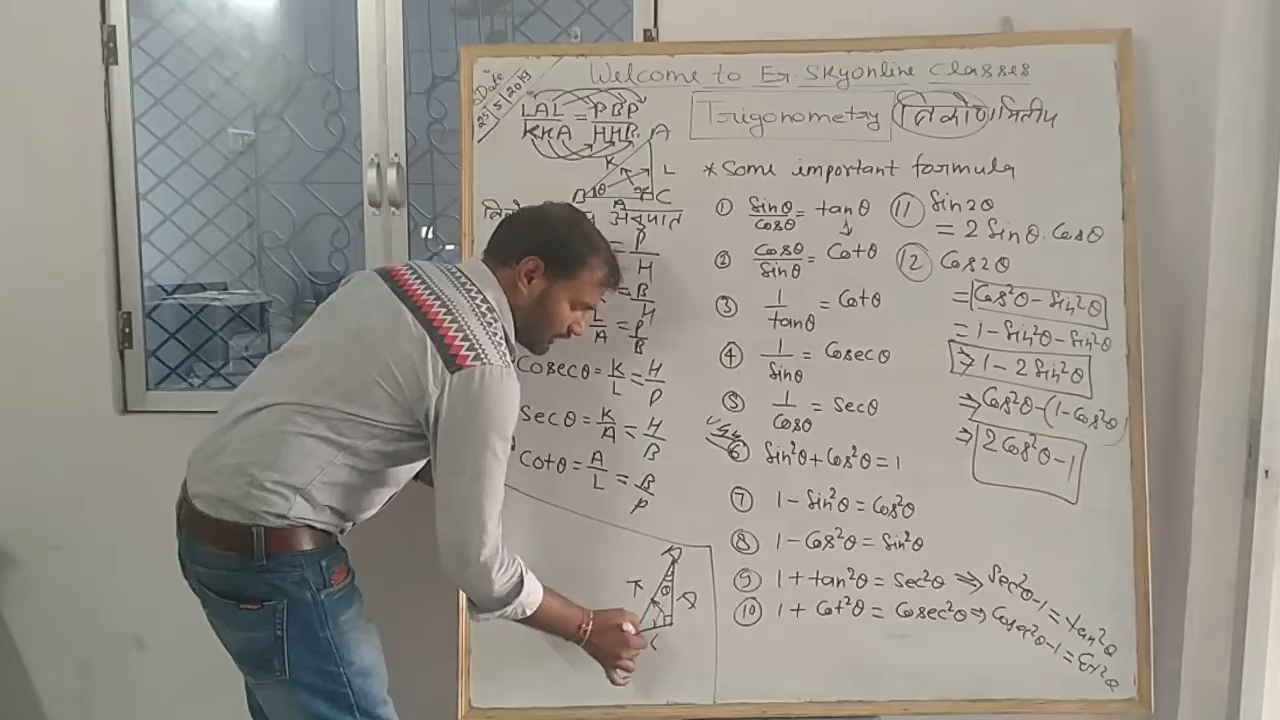 Welcome to Er. Skyonline Classes
Date
25/5/2019
LAL/KKA = PBP/HHB
Trigonometry त्रिकोणमितीय
A
K L
B θ A C
अनुपात
= P/H
= B/H
L/A = P/B
Cosecθ = K/L = H/P
Secθ = K/A = H/B
Cotθ = A/L = B/P
* Some important formula
① Sinθ/Cosθ = tanθ
② Cosθ/Sinθ = Cotθ
③ 1/tanθ = Cotθ
④ 1/Sinθ = Cosecθ
⑤ 1/Cosθ = Secθ
⑥ Sin²θ + Cos²θ = 1
⑦ 1 - Sin²θ = Cos²θ
⑧ 1 - Cos²θ = Sin²θ
⑨ 1 + tan²θ = Sec²θ ⇒ Sec²θ - 1 = tan²θ
⑩ 1 + Cot²θ = Cosec²θ ⇒ Cosec²θ - 1 = Cot²θ
⑪ Sin2θ
= 2 Sinθ.Cosθ
⑫ Cos2θ
= Cos²θ - Sin²θ
= 1 - Sin²θ - Sin²θ
⇒ 1 - 2 Sin²θ
⇒ Cos²θ - (1 - Cos²θ)
⇒ 2 Cos²θ - 1
θ